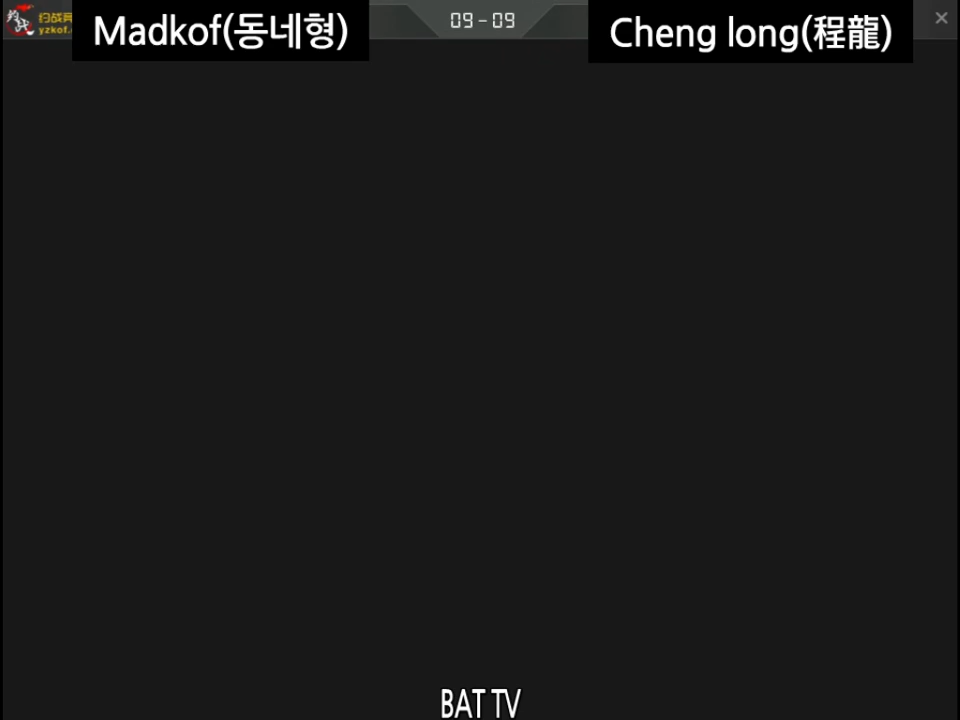 Madkof(동네형)
09-09
Cheng long(程龍)
yzkof.
BAT TV